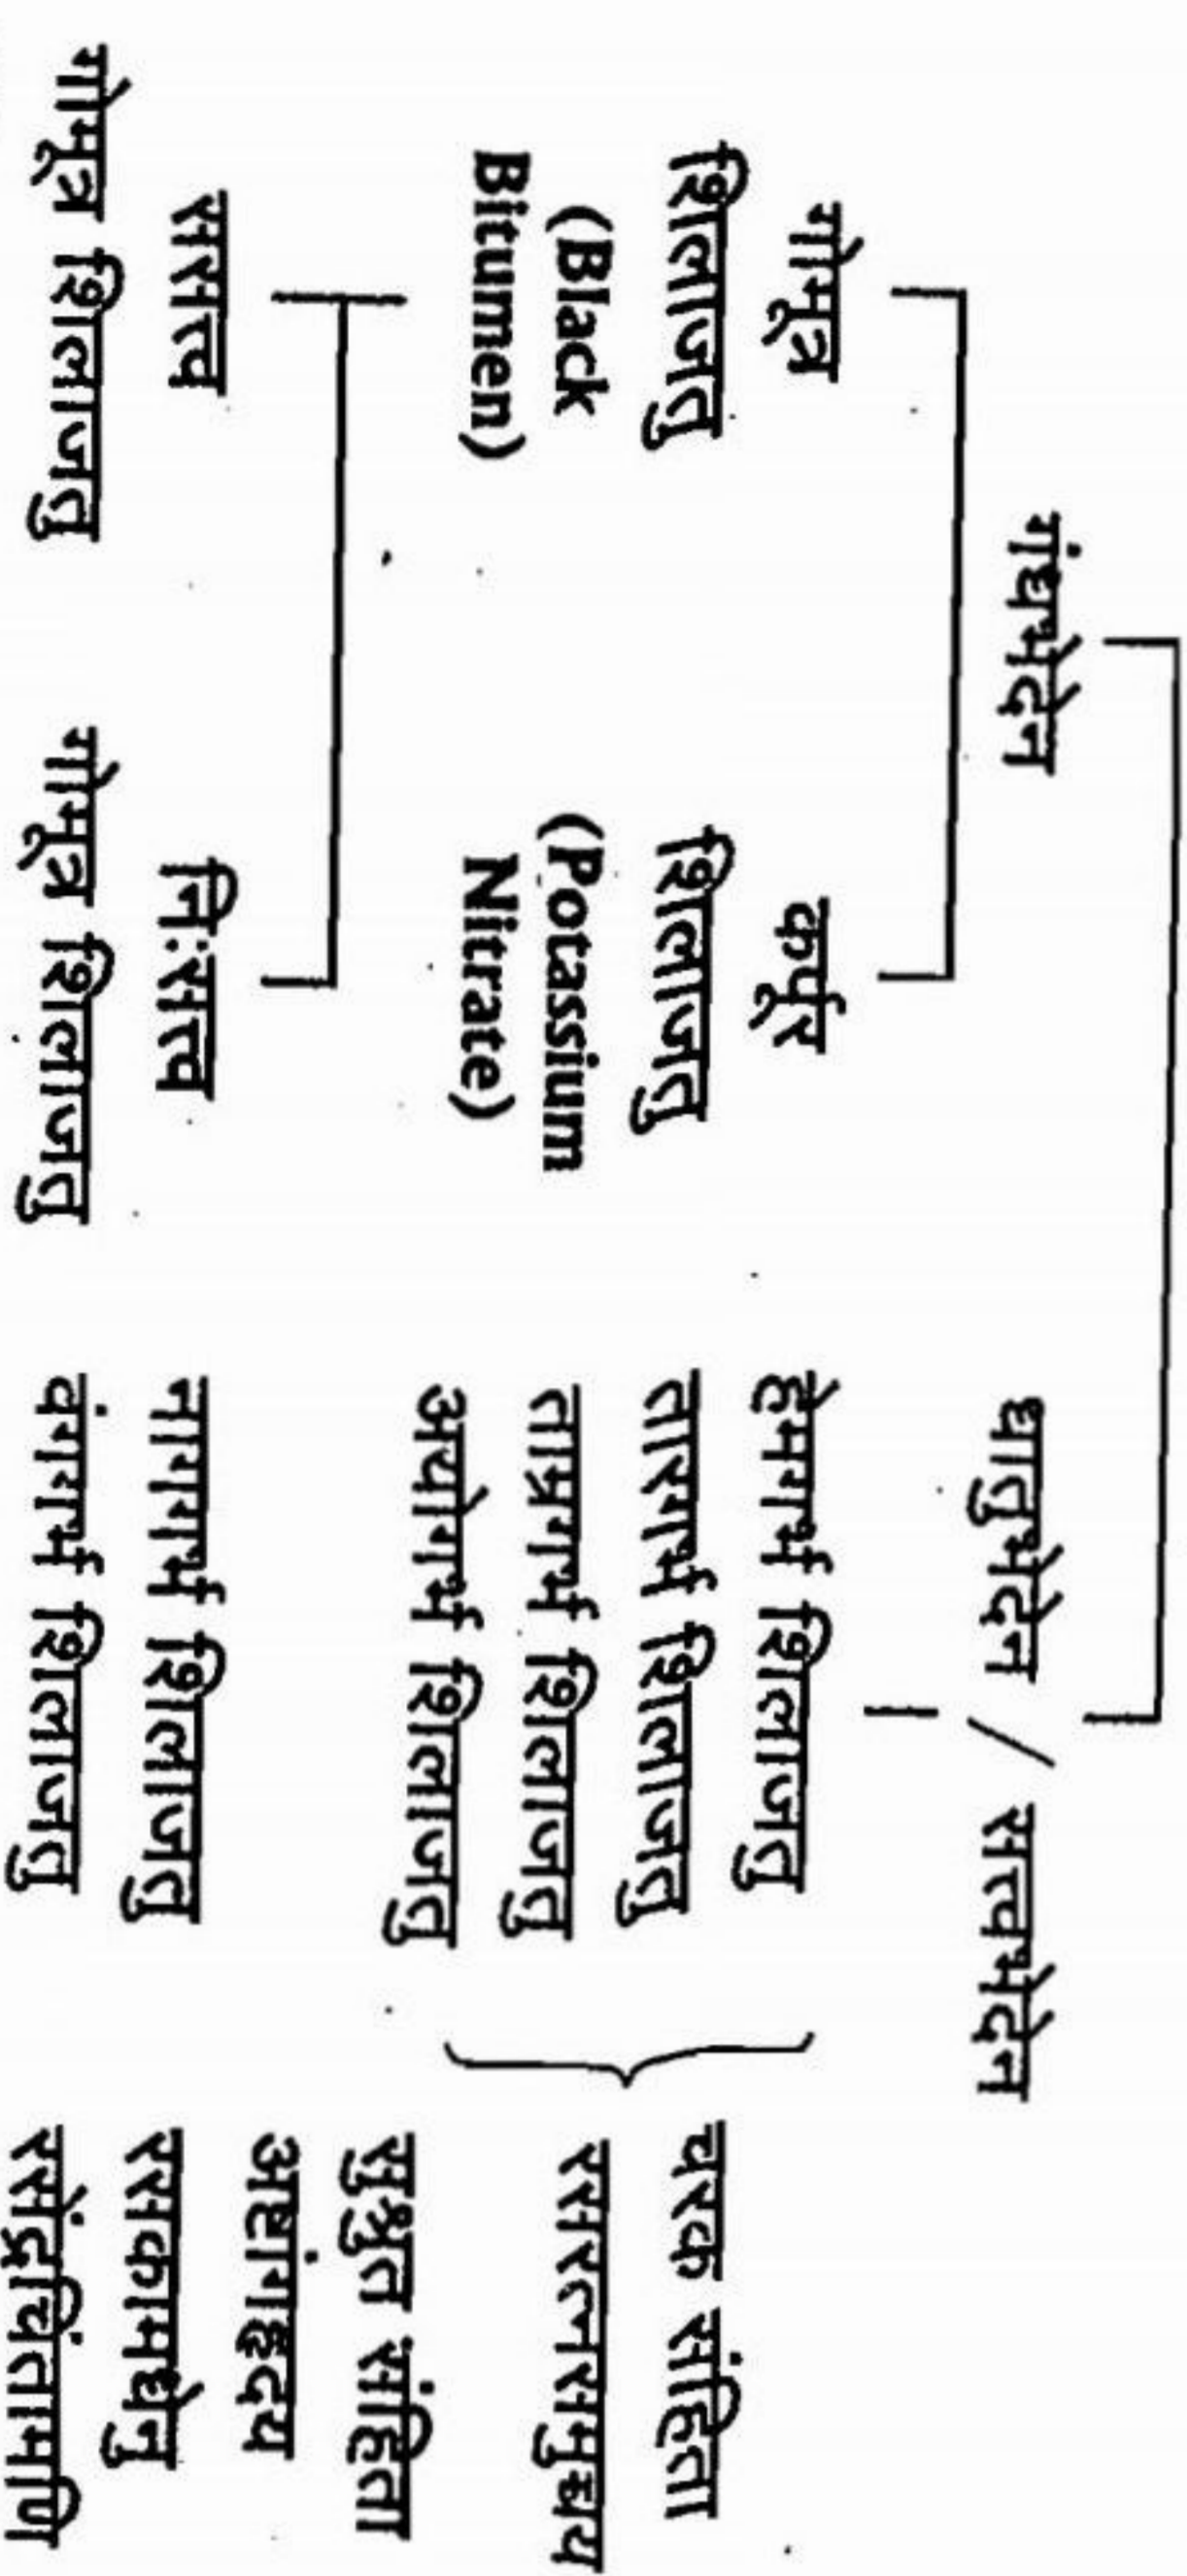 गंधभेदेन
धातुभेदेन / सत्त्वभेदेन
गोमूत्र
शिलाजतु
(Black
Bitumen)
कर्पूर
शिलाजतु
(Potassium
Nitrate)
हेमगर्भ शिलाजतु
तारगर्भ शिलाजतु
ताम्रगर्भ शिलाजतु
अयोगर्भ शिलाजतु
चरक संहिता
रसरत्नसमुच्चय
ससत्व
गोमूत्र शिलाजतु
निःसत्व
गोमूत्र शिलाजतु
नागगर्भ शिलाजतु
वंगगर्भ शिलाजतु
सुश्रुत संहिता
अष्टांगहृदय
रसकामधेनु
रसेंद्रचिंतामणि